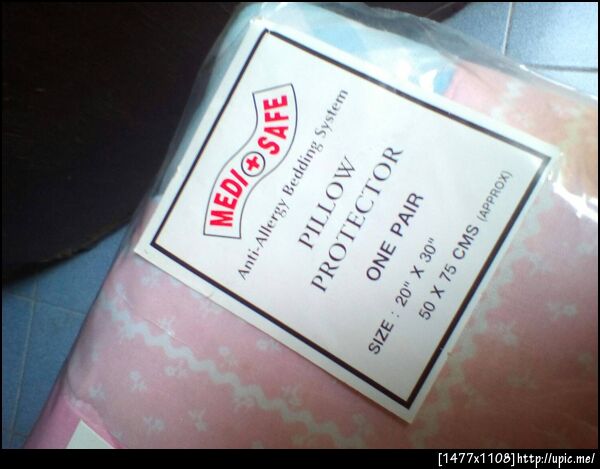 MEDI + SAFE
Anti-Allergy Bedding System
PILLOW
PROTECTOR
ONE PAIR
SIZE : 20" X 30"
50 X 75 CMS (APPROX)
[1477x1108]http://upic.me/